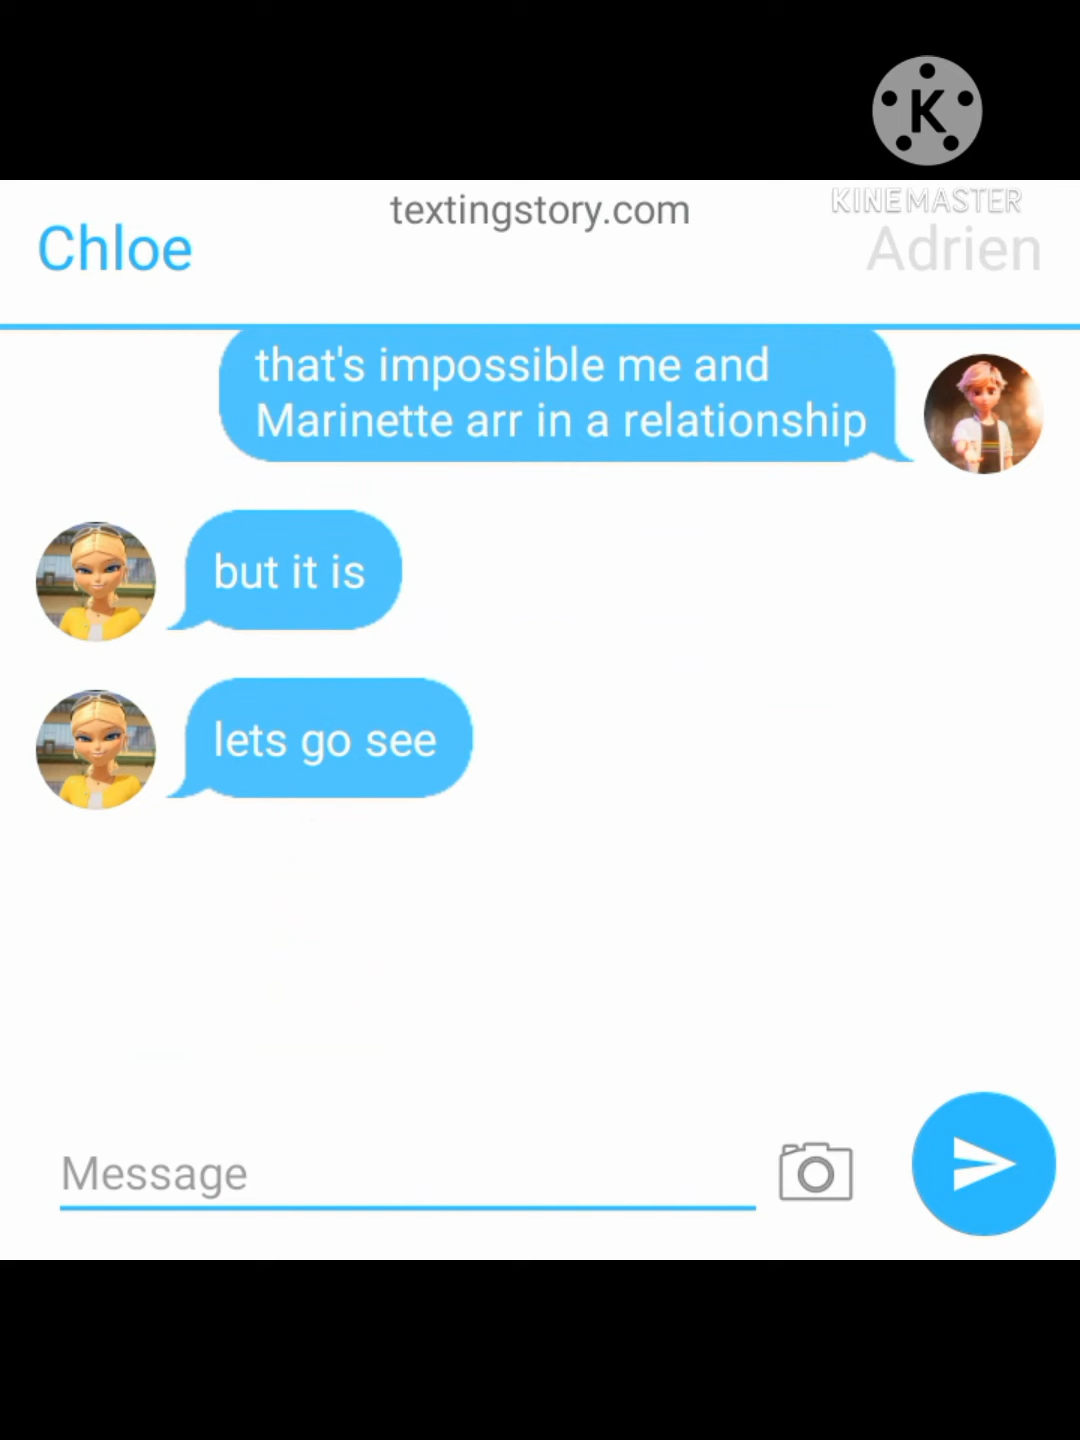 K
KINEMASTER
textingstory.com
Chloe
Adrien
that's impossible me and
Marinette arr in a relationship
but it is
lets go see
Message